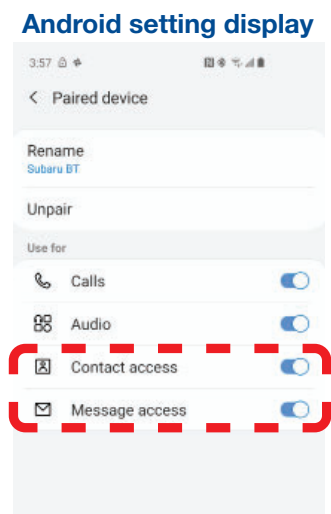 Android setting display
3:57
< Paired device
Rename
Subaru BT
Unpair
Use for
Calls
Audio
Contact access
Message access